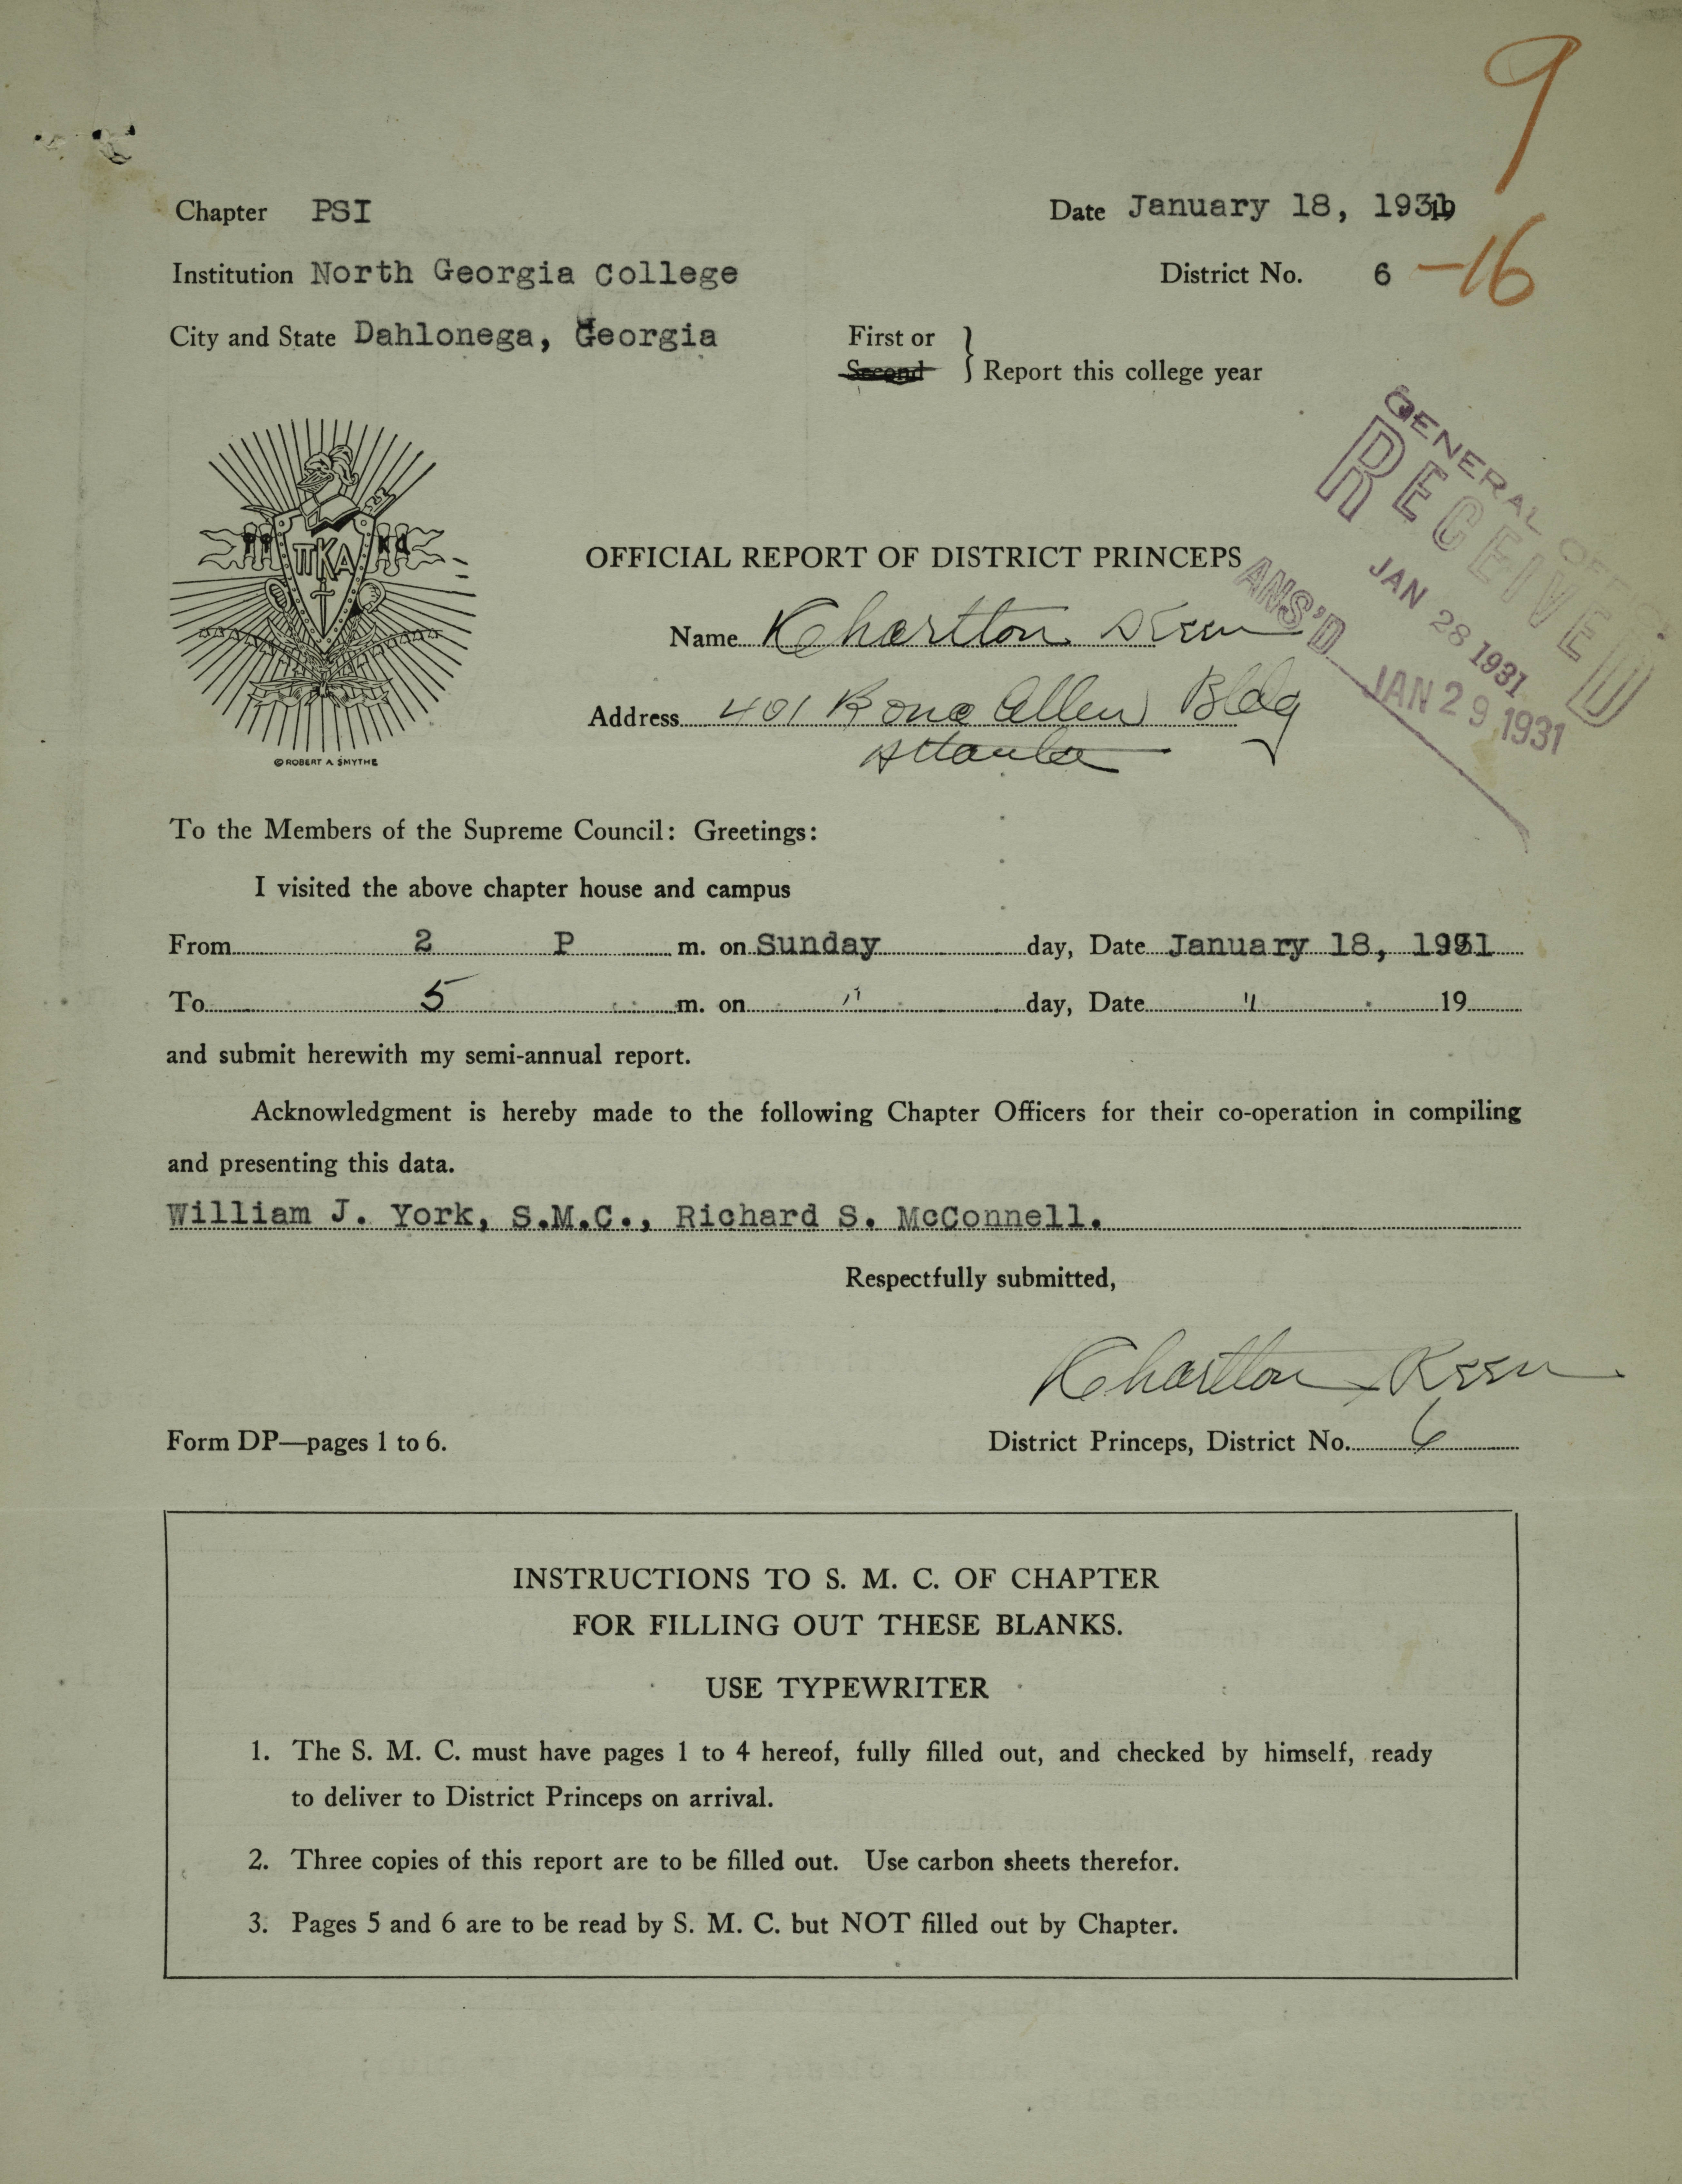 9
-16
Chapter PSI
Date January 18, 1931
Institution North Georgia College
District No. 6
City and State Dahlonega, Georgia
First or
Second } Report this college year
GENERAL OFFICE
RECEIVED
JAN 28 1931
ANS'D JAN 29 1931
ΠΚΑ
© ROBERT A SMYTHE
OFFICIAL REPORT OF DISTRICT PRINCEPS
Name Charlton Keen
Address 401 Bona Allen Bldg
Atlanta
To the Members of the Supreme Council: Greetings:
I visited the above chapter house and campus
From 2 P m. on Sunday day, Date January 18, 1931
To 5 m. on " day, Date " 19
and submit herewith my semi-annual report.
Acknowledgment is hereby made to the following Chapter Officers for their co-operation in compiling
and presenting this data.
William J. York, S.M.C., Richard S. McConnell.
Respectfully submitted,
Charlton Keen
Form DP—pages 1 to 6.
District Princeps, District No. 6
INSTRUCTIONS TO S. M. C. OF CHAPTER
FOR FILLING OUT THESE BLANKS.
USE TYPEWRITER
1. The S. M. C. must have pages 1 to 4 hereof, fully filled out, and checked by himself, ready
to deliver to District Princeps on arrival.
2. Three copies of this report are to be filled out. Use carbon sheets therefor.
3. Pages 5 and 6 are to be read by S. M. C. but NOT filled out by Chapter.